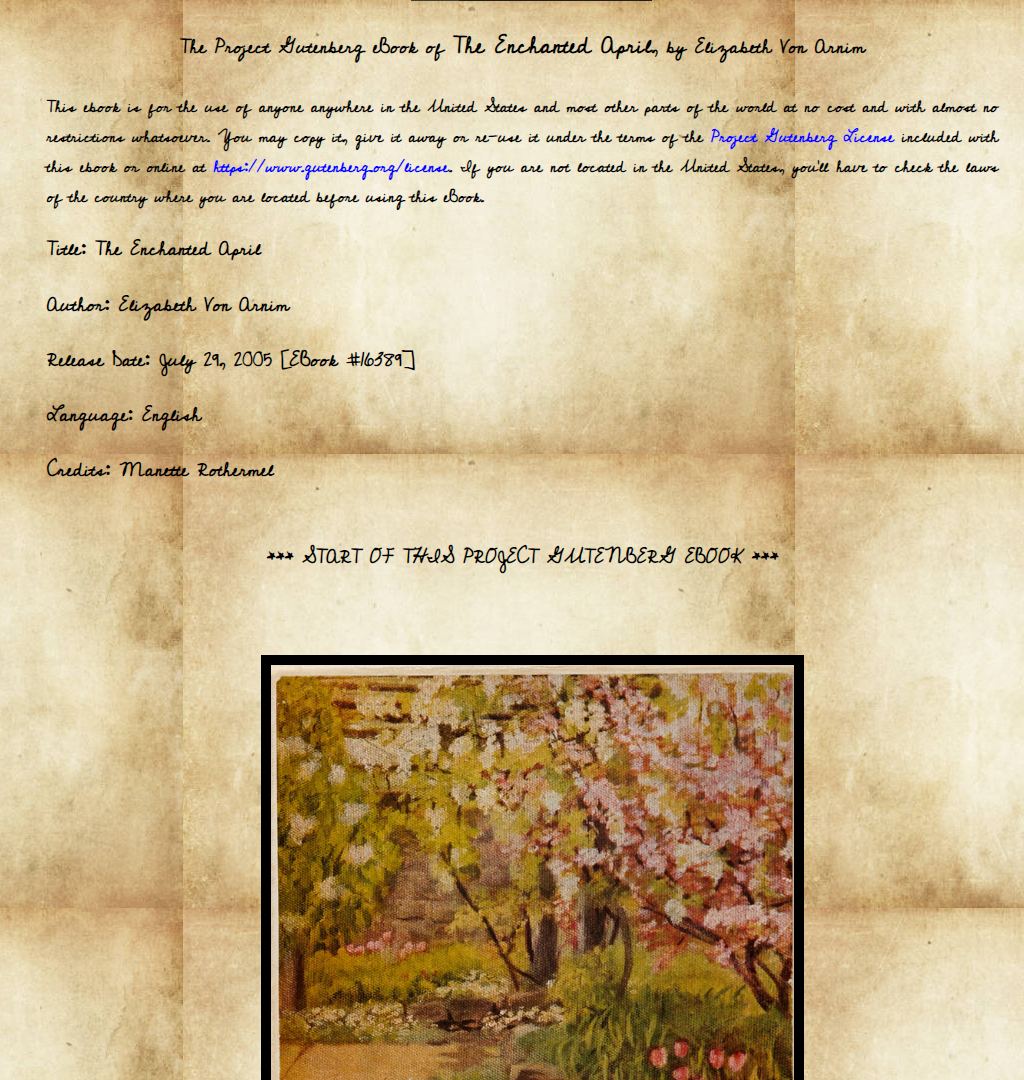 The Project Gutenberg eBook of The Enchanted April, by Elizabeth Von Arnim
This ebook is for the use of anyone anywhere in the United States and most other parts of the world at no cost and with almost no
restrictions whatsoever. You may copy it, give it away or re-use it under the terms of the Project Gutenberg License included with
this ebook or online at https://www.gutenberg.org/license. If you are not located in the United States, you'll have to check the laws
of the country where you are located before using this eBook.
Title: The Enchanted April
Author: Elizabeth Von Arnim
Release Date: July 29, 2005 [EBook #16389]
Language: English
Credits: Manette Rothermel
*** START OF THIS PROJECT GUTENBERG EBOOK ***